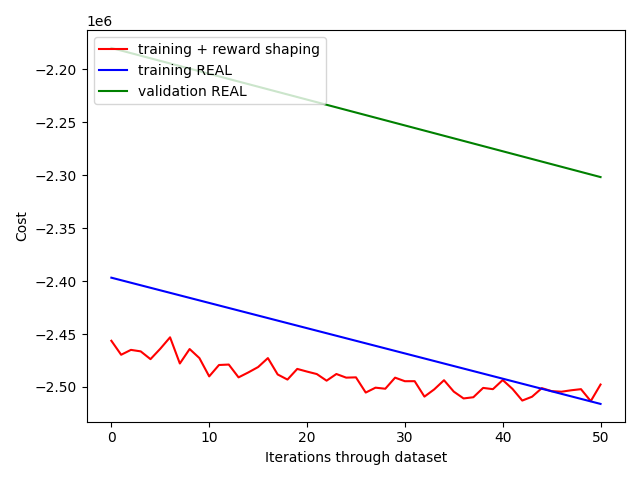 1e6
training + reward shaping
training REAL
validation REAL
−2.20
−2.25
−2.30
−2.35
−2.40
−2.45
−2.50
Cost
0
10
20
30
40
50
Iterations through dataset